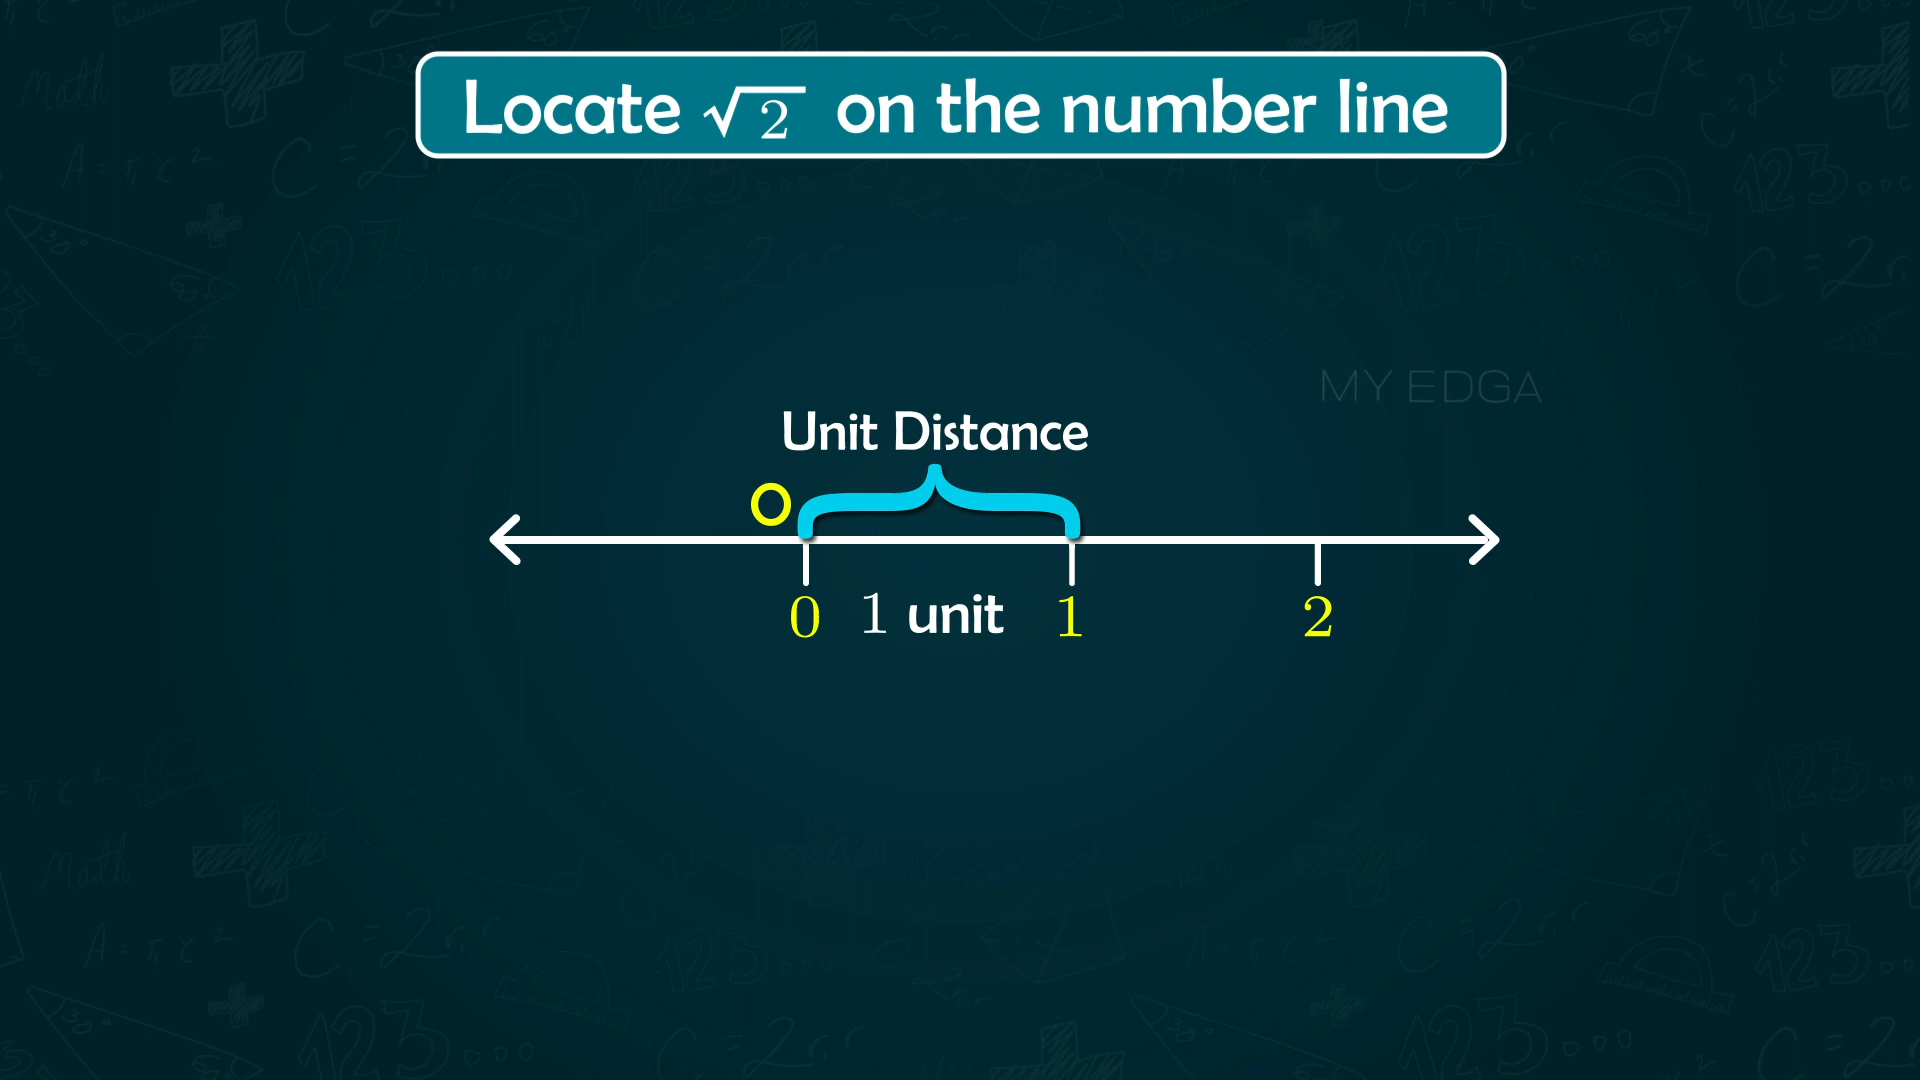 Locate √2 on the number line
MY EDGA
Unit Distance
O
0 1 unit 1 2